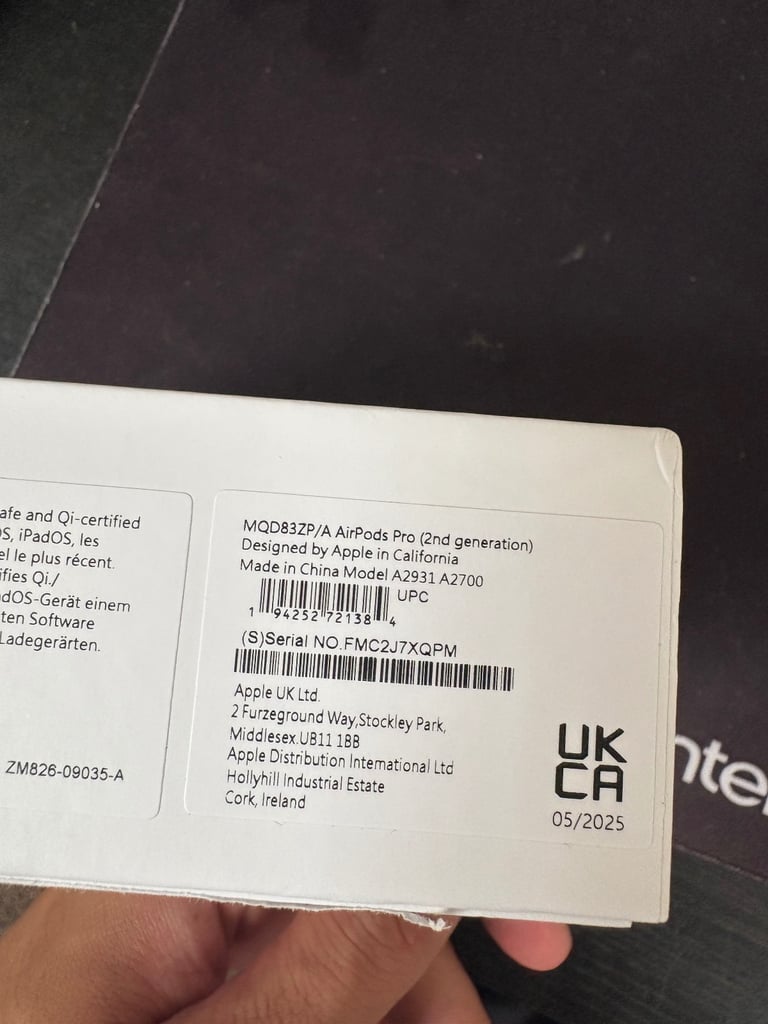 afe and Qi-certified
OS, iPadOS, les
el le plus récent.
ifies Qi./
adOS-Gerät einem
ten Software
Ladegerärten.
ZM826-09035-A
MQD83ZP/A AirPods Pro (2nd generation)
Designed by Apple in California
Made in China Model A2931 A2700
UPC
1 94252 72138 4
(S)Serial NO.FMC2J7XQPM
Apple UK Ltd.
2 Furzeground Way,Stockley Park,
Middlesex.UB11 1BB
Apple Distribution International Ltd
Hollyhill Industrial Estate
Cork, Ireland
UK
CA
05/2025
nte